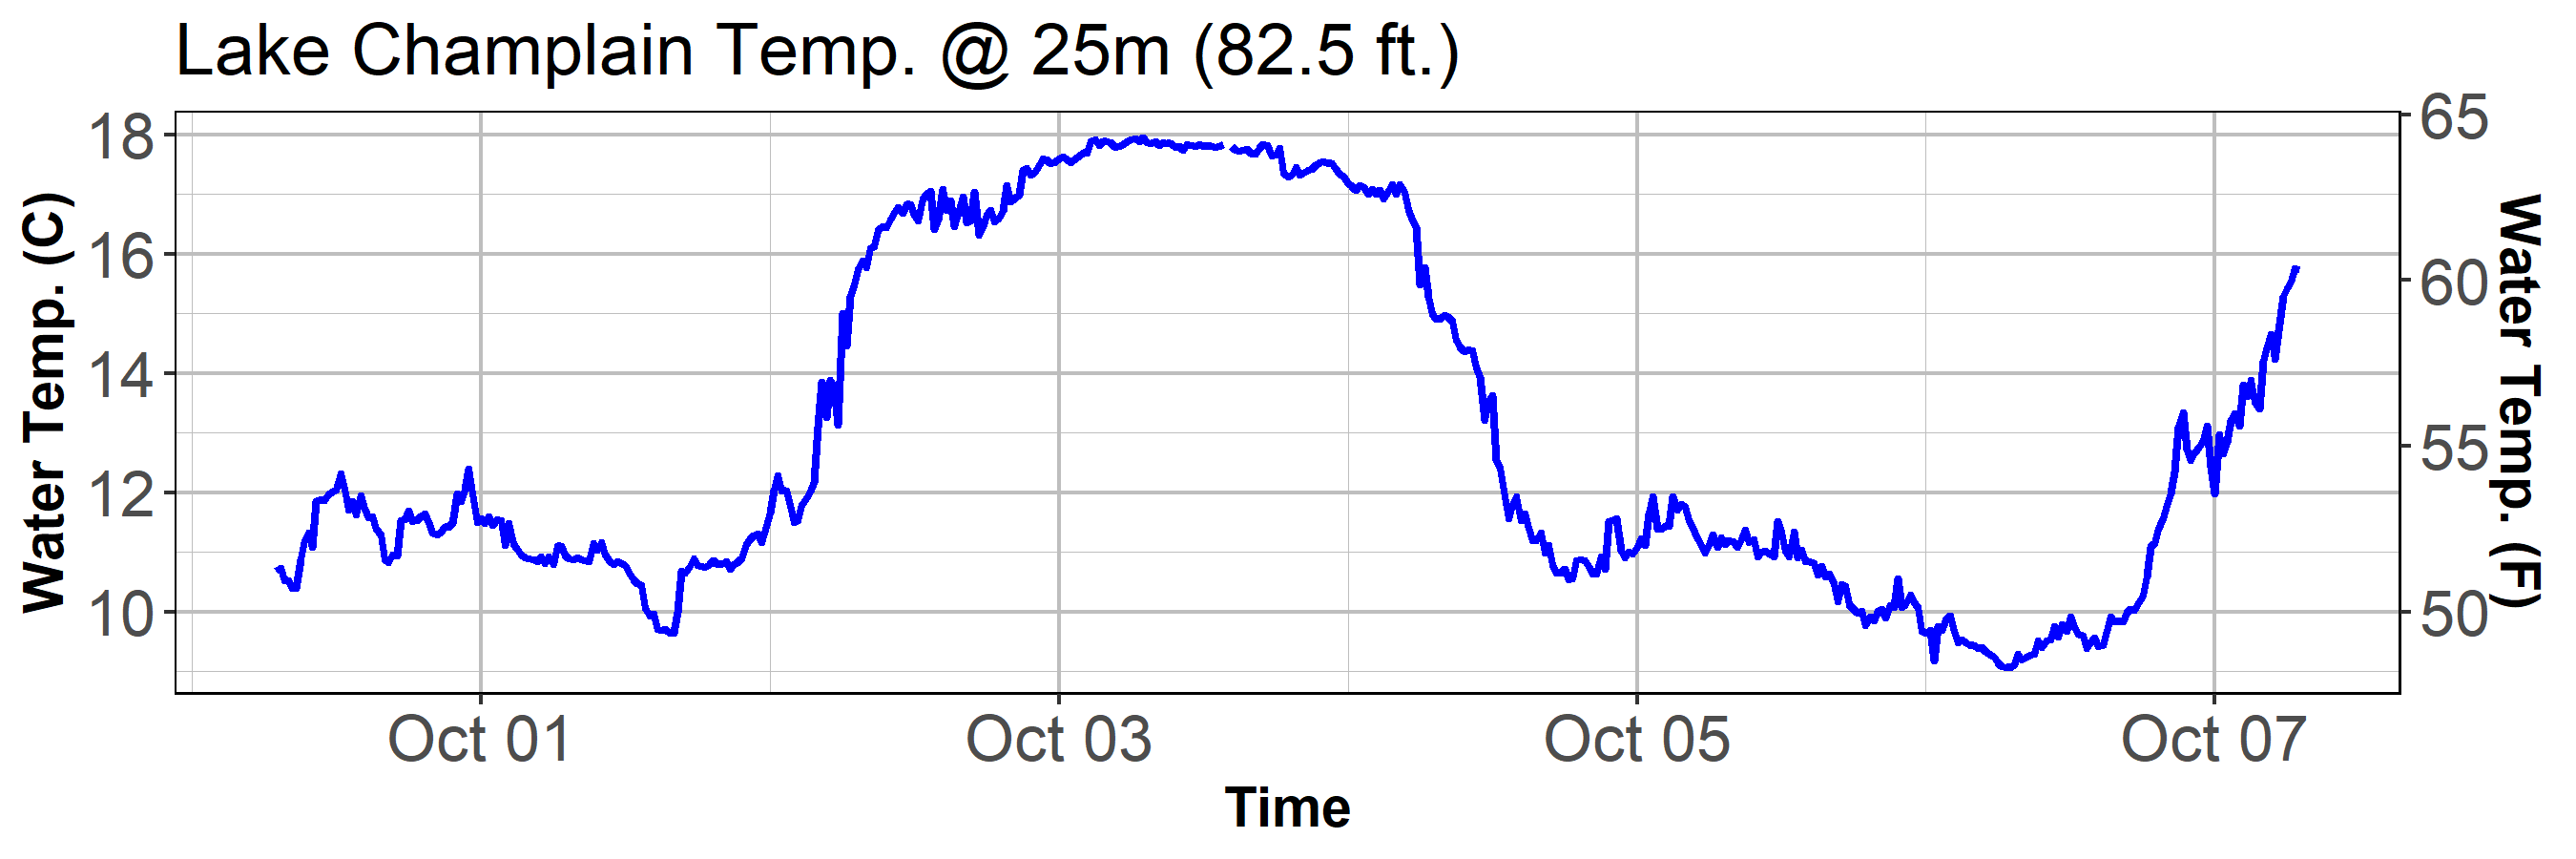 Lake Champlain Temp. @ 25m (82.5 ft.)
Water Temp. (C)
18
16
14
12
10
65
60
55
50
Water Temp. (F)
Oct 01
Oct 03
Oct 05
Oct 07
Time